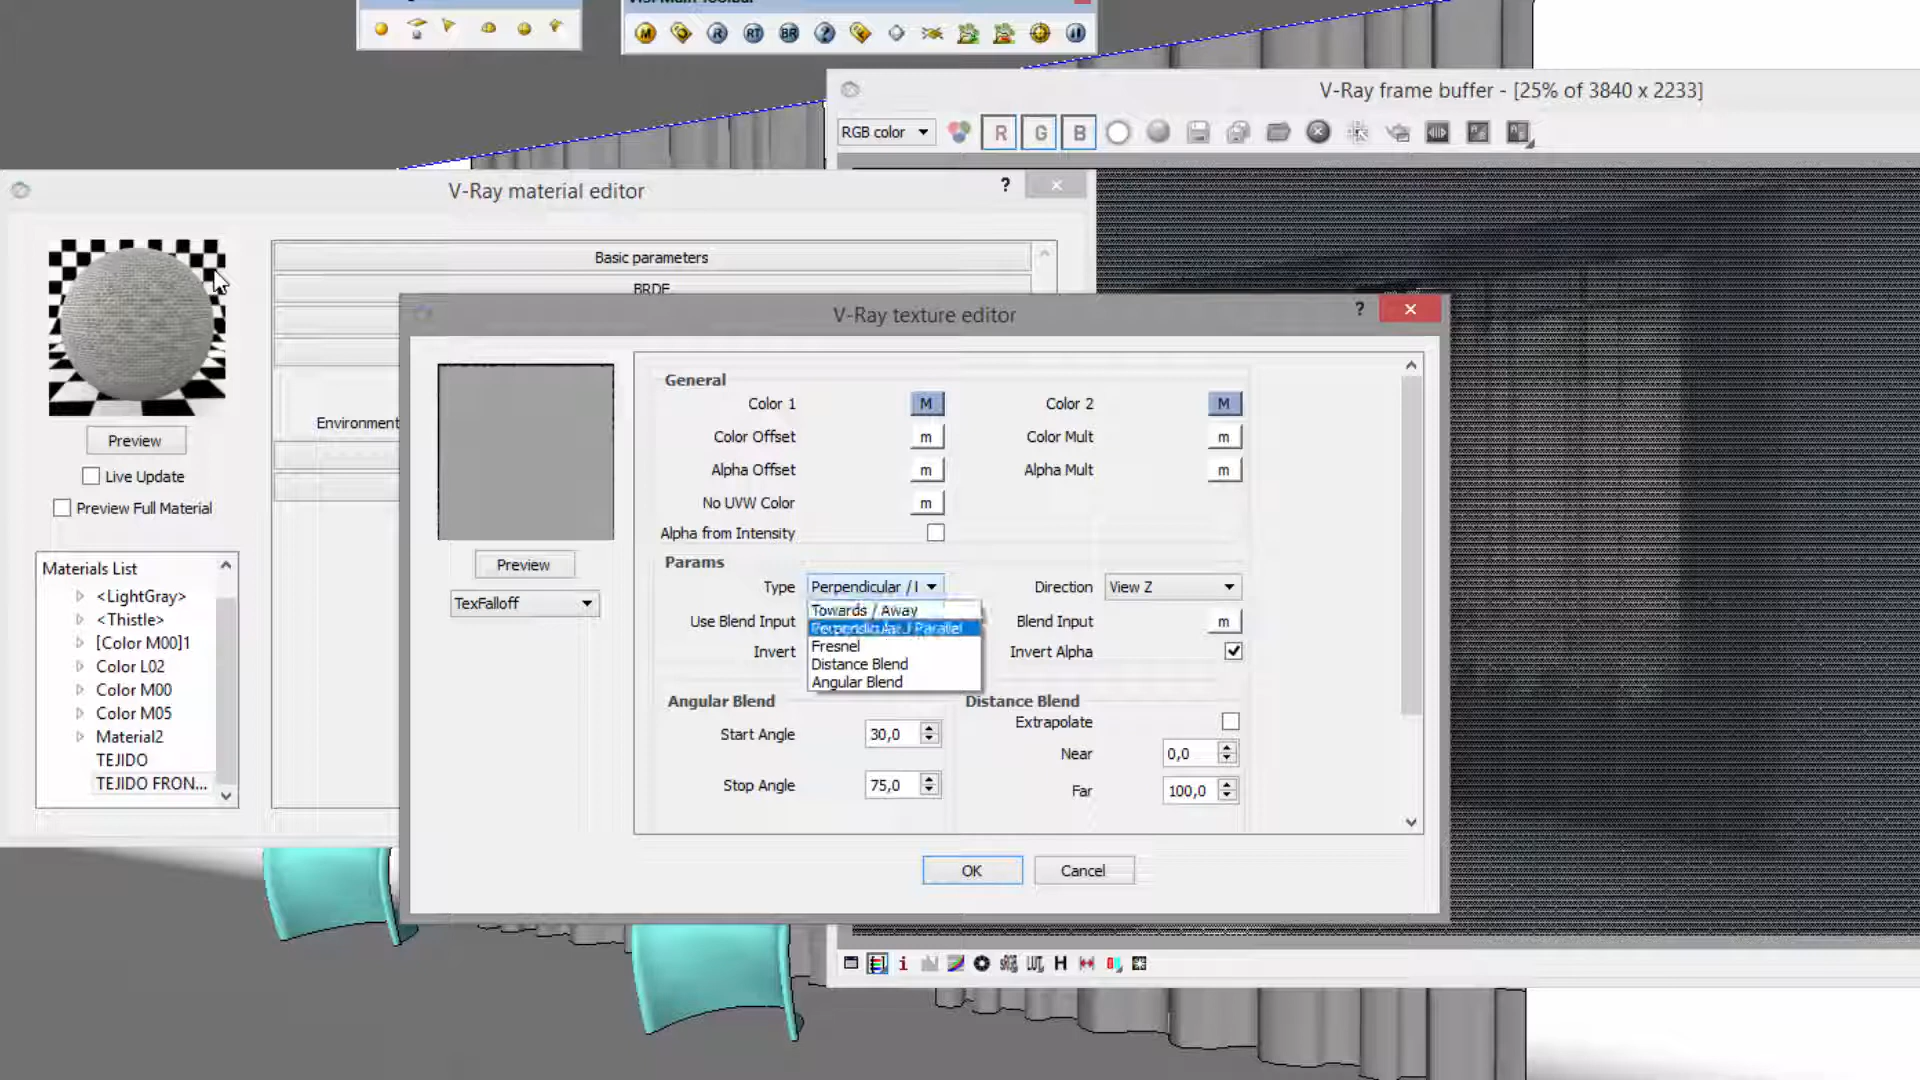 M
R
RT
BR
?
V-Ray frame buffer - [25% of 3840 x 2233]
RGB color
R
G
B
V-Ray material editor
?
Basic parameters
Environment
Preview
Live Update
Preview Full Material
Materials List
<LightGray>
<Thistle>
[Color M00]1
Color L02
Color M00
Color M05
Material2
TEJIDO
TEJIDO FRON...
V-Ray texture editor
?
Preview
TexFalloff
General
Color 1 M Color 2 M
Color Offset m Color Mult m
Alpha Offset m Alpha Mult m
No UVW Color m
Alpha from Intensity
Params
Type Perpendicular / Direction View Z
Towards / Away
Perpendicular / Parallel
Fresnel
Distance Blend
Angular Blend
Use Blend Input Blend Input m
Invert Invert Alpha
Angular Blend Distance Blend
Extrapolate
Start Angle 30,0 Near 0,0
Stop Angle 75,0 Far 100,0
OK Cancel
i
LUT
H